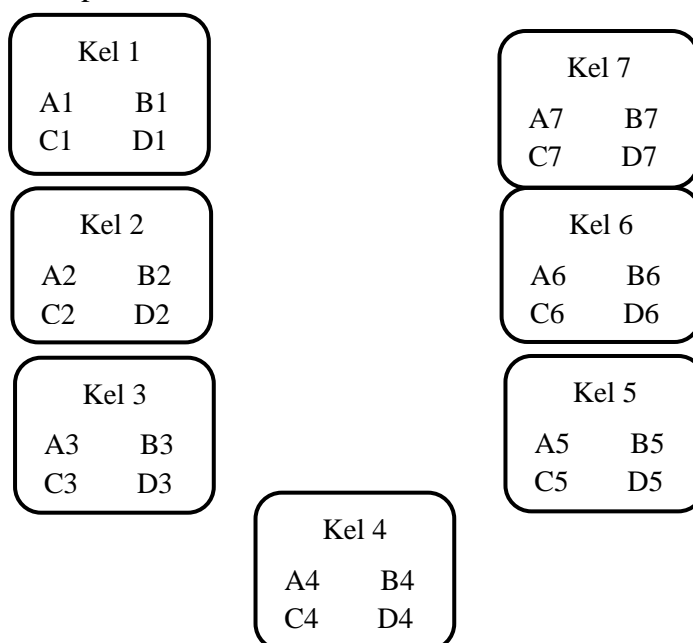 Kel 1
A1 B1
C1 D1
Kel 2
A2 B2
C2 D2
Kel 3
A3 B3
C3 D3
Kel 4
A4 B4
C4 D4
Kel 5
A5 B5
C5 D5
Kel 6
A6 B6
C6 D6
Kel 7
A7 B7
C7 D7